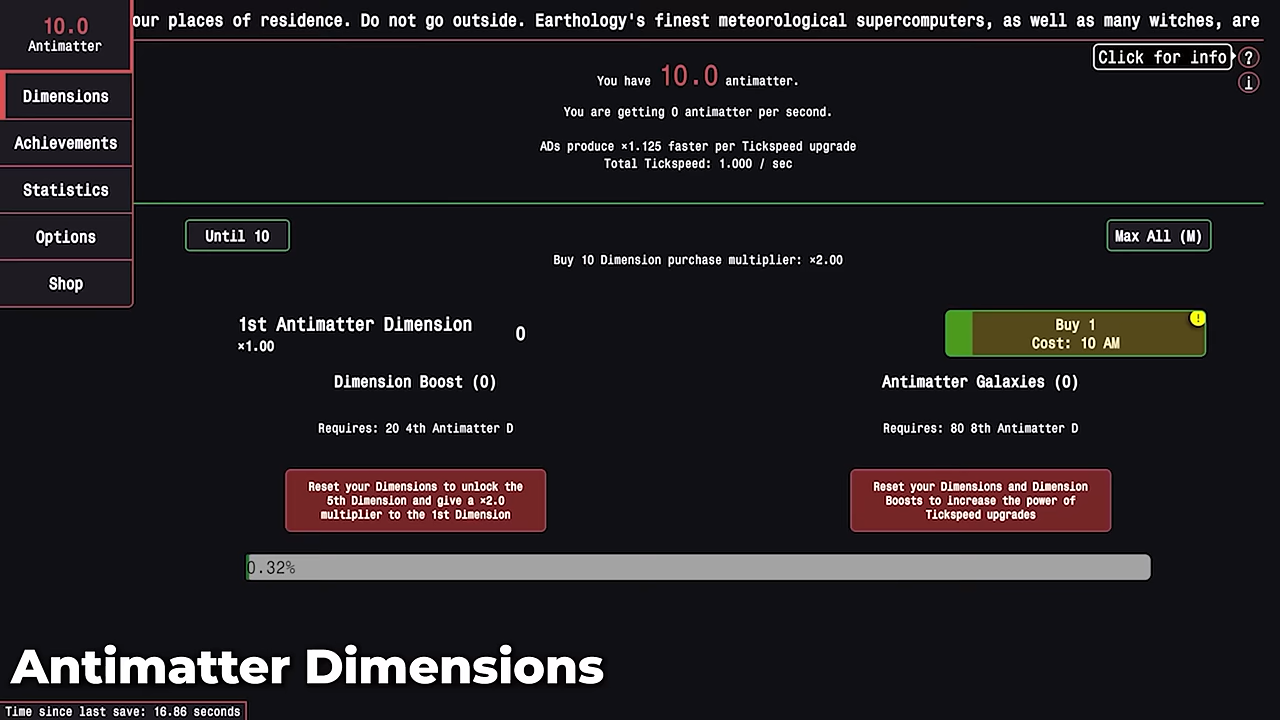 10.0
Antimatter
our places of residence. Do not go outside. Earthology's finest meteorological supercomputers, as well as many witches, are
Dimensions
Achievements
Statistics
Options
Shop
Click for info
?
i
You have 10.0 antimatter.
You are getting 0 antimatter per second.
ADs produce ×1.125 faster per Tickspeed upgrade
Total Tickspeed: 1.000 / sec
Until 10
Max All (M)
Buy 10 Dimension purchase multiplier: ×2.00
1st Antimatter Dimension
×1.00
0
Buy 1
Cost: 10 AM
!
Dimension Boost (0)
Requires: 20 4th Antimatter D
Reset your Dimensions to unlock the
5th Dimension and give a ×2.0
multiplier to the 1st Dimension
Antimatter Galaxies (0)
Requires: 80 8th Antimatter D
Reset your Dimensions and Dimension
Boosts to increase the power of
Tickspeed upgrades
0.32%
Antimatter Dimensions
Time since last save: 16.86 seconds